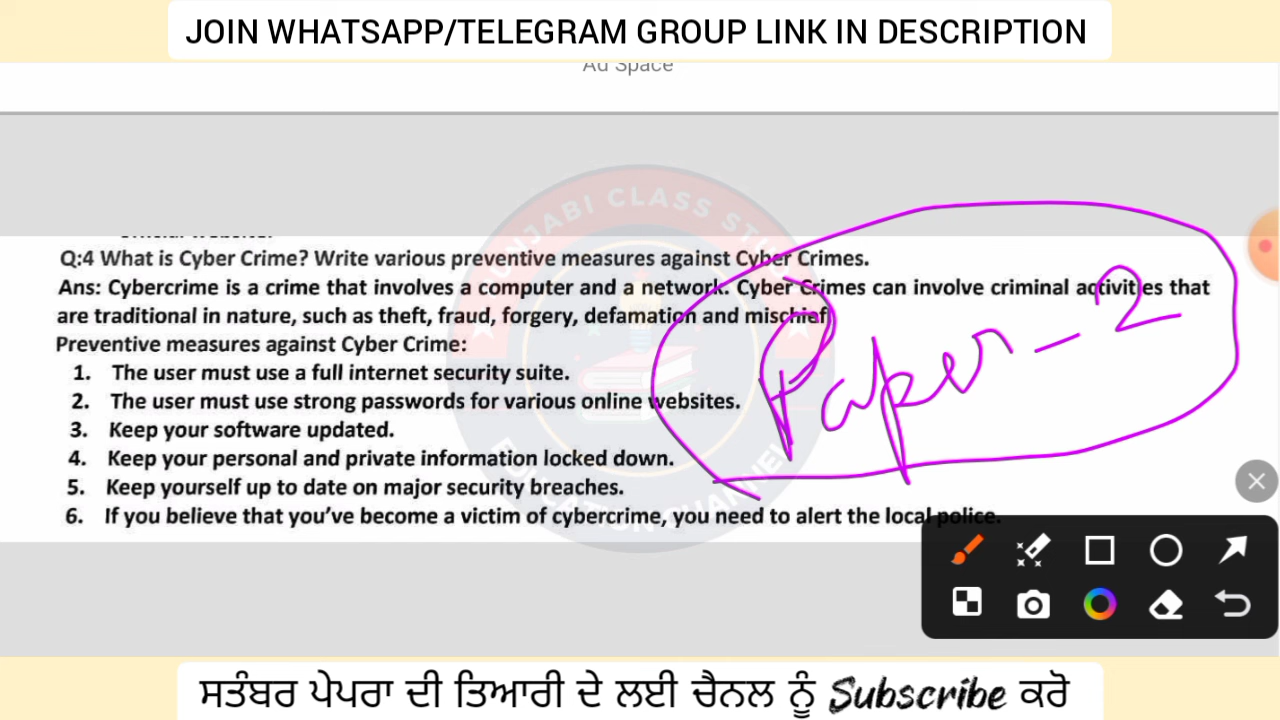 JOIN WHATSAPP/TELEGRAM GROUP LINK IN DESCRIPTION
Ad Space
Q:4 What is Cyber Crime? Write various preventive measures against Cyber Crimes.
Ans: Cybercrime is a crime that involves a computer and a network. Cyber Crimes can involve criminal activities that
are traditional in nature, such as theft, fraud, forgery, defamation and mischief
Preventive measures against Cyber Crime:
1. The user must use a full internet security suite.
2. The user must use strong passwords for various online websites.
3. Keep your software updated.
4. Keep your personal and private information locked down.
5. Keep yourself up to date on major security breaches.
6. If you believe that you've become a victim of cybercrime, you need to alert the local police.
Paper-2
PUNJABI CLASS STUDY
EDUCATION CHANNEL
ਸਤੰਬਰ ਪੇਪਰਾ ਦੀ ਤਿਆਰੀ ਦੇ ਲਈ ਚੈਨਲ ਨੂੰ Subscribe ਕਰੋ